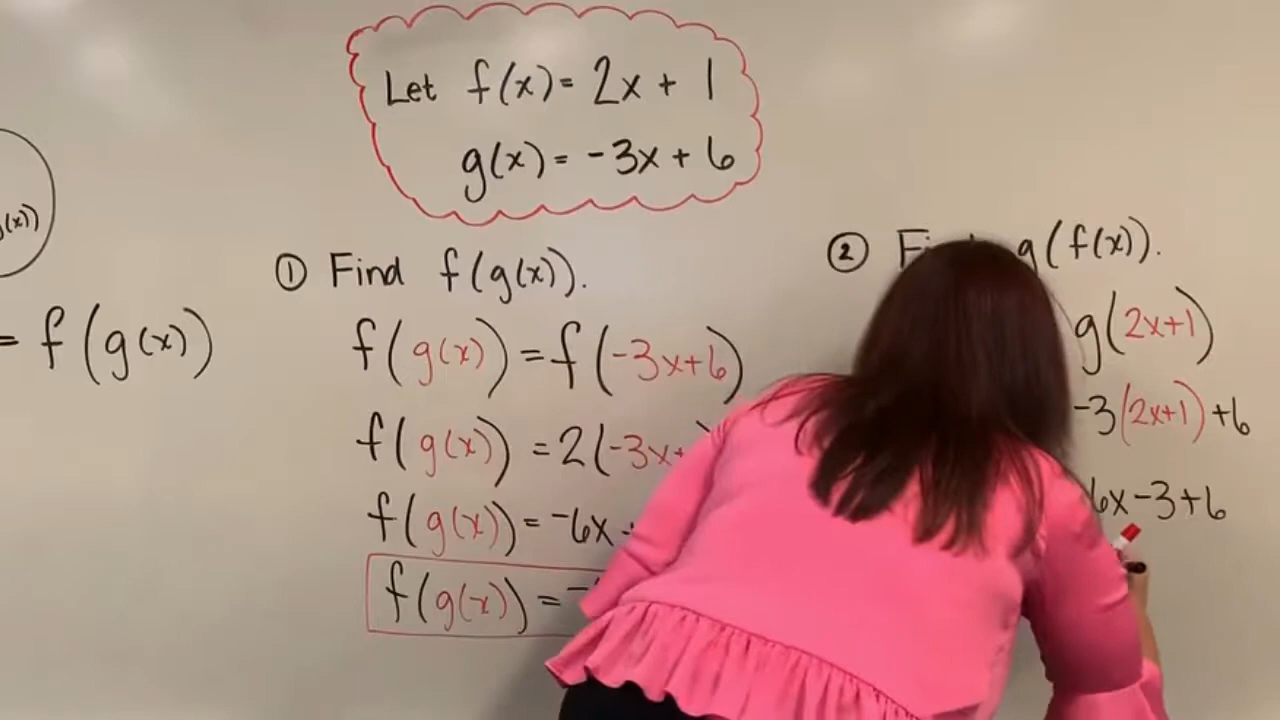 Let f(x) = 2x + 1
g(x) = -3x + 6
(x))
= f(g(x))
① Find f(g(x)).
f(g(x)) = f(-3x+6)
f(g(x)) = 2(-3x+
f(g(x)) = -6x
f(g(x)) = -
② g(f(x)).
g(2x+1)
-3(2x+1)+6
6x-3+6